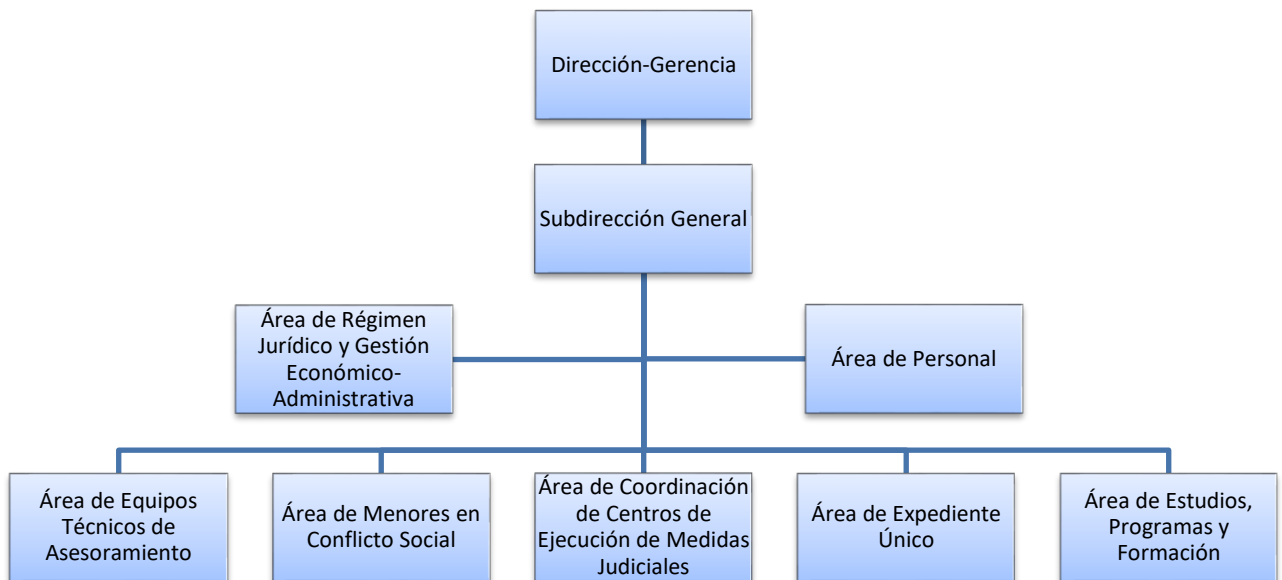 Dirección-Gerencia
Subdirección General
Área de Régimen
Jurídico y Gestión
Económico-
Administrativa
Área de Personal
Área de Equipos
Técnicos de
Asesoramiento
Área de Menores en
Conflicto Social
Área de Coordinación
de Centros de
Ejecución de Medidas
Judiciales
Área de Expediente
Único
Área de Estudios,
Programas y
Formación